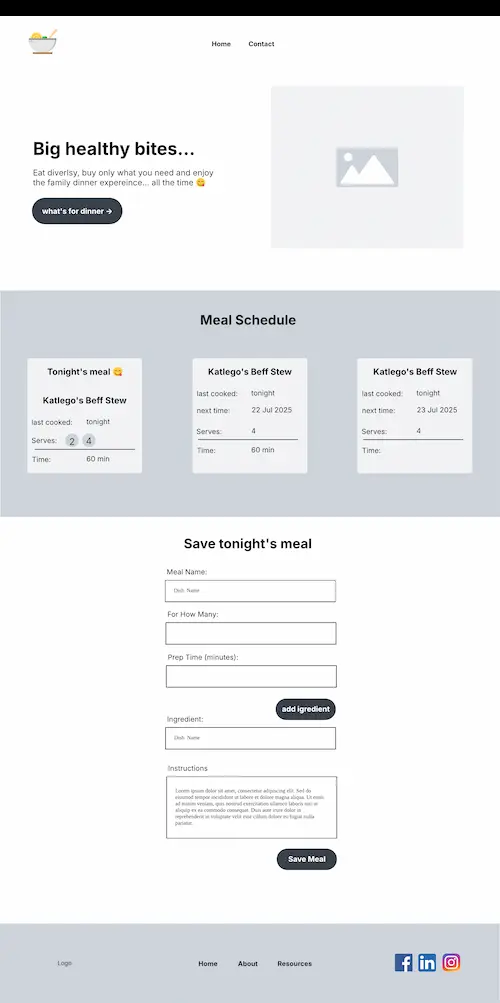 Home Contact
Big healthy bites...
Eat diverlsy, buy only what you need and enjoy
the family dinner expereince... all the time 😋
what's for dinner →
Meal Schedule
Tonight's meal 😋
Katlego's Beff Stew
last cooked: tonight
Serves: 2 4
Time: 60 min
Katlego's Beff Stew
last cooked: tonight
next time: 22 Jul 2025
Serves: 4
Time: 60 min
Katlego's Beff Stew
last cooked: tonight
next time: 23 Jul 2025
Serves: 4
Time:
Save tonight's meal
Meal Name:
Dish Name
For How Many:
Prep Time (minutes):
add igredient
Ingredient:
Dish Name
Instructions
Lorem ipsum dolor sit amet, consectetur adipiscing elit. Sed do
eiusmod tempor incididunt ut labore et dolore magna aliqua. Ut enim
ad minim veniam, quis nostrud exercitation ullamco laboris nisi ut
aliquip ex ea commodo consequat. Duis aute irure dolor in
reprehenderit in voluptate velit esse cillum dolore eu fugiat nulla
pariatur.
Save Meal
Logo
Home About Resources